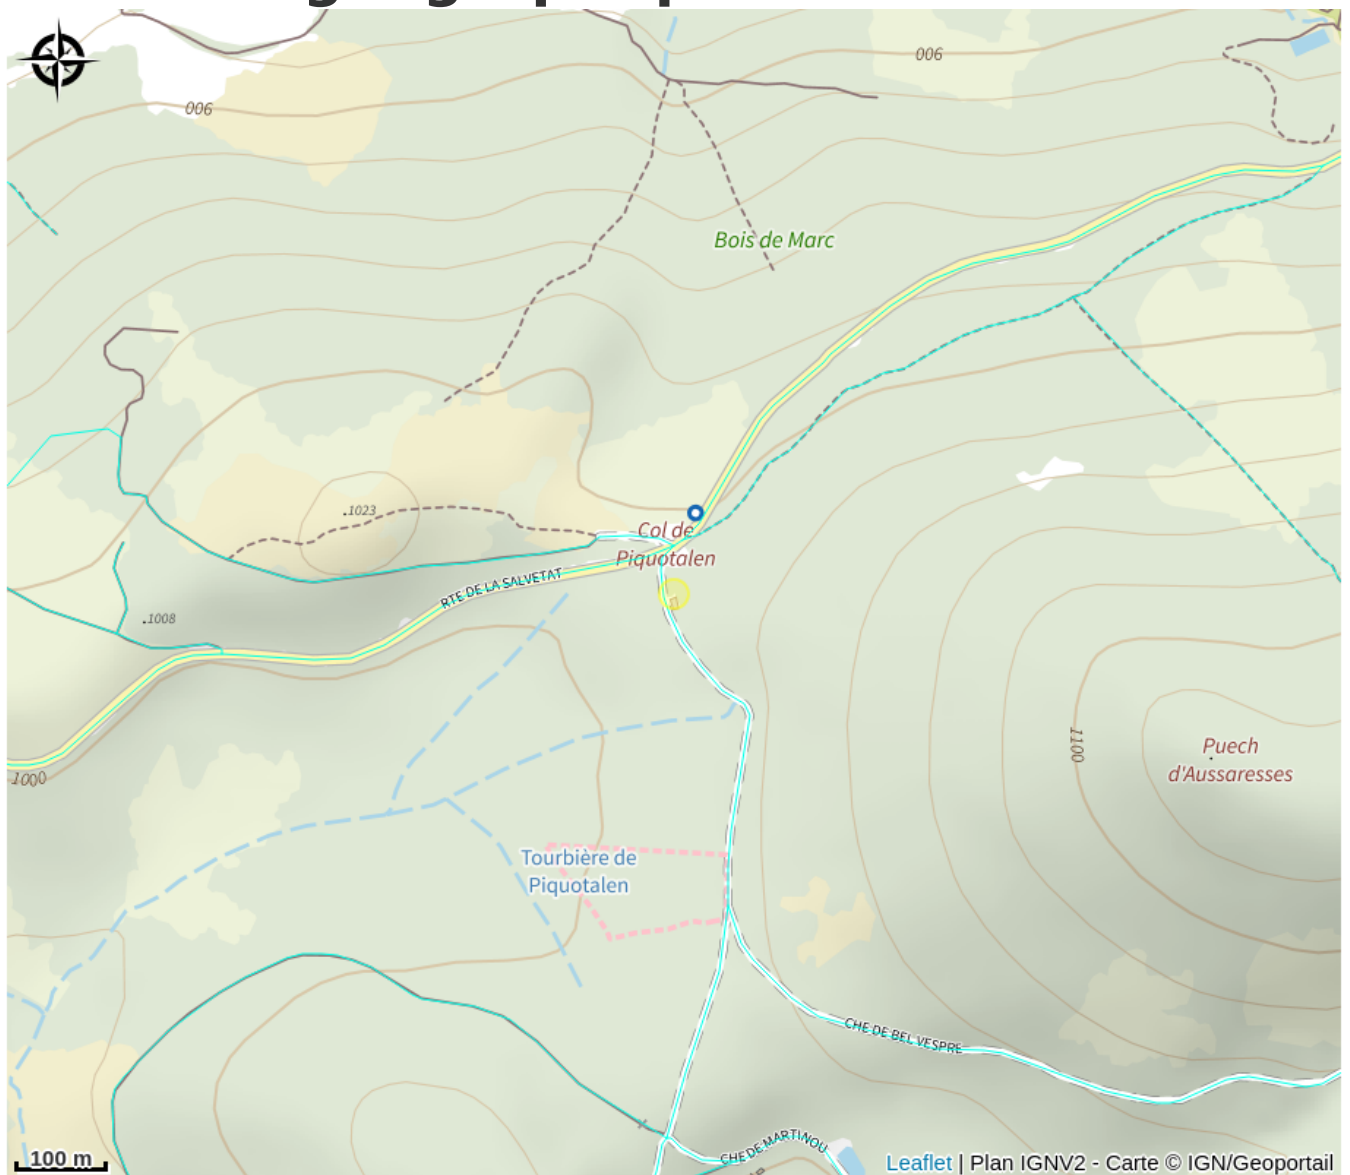 006
006
Bois de Marc
.1023
Col de
Piquotalen
RTE DE LA SALVETAT
.1008
1000
1100
Puech
d'Aussaresses
Tourbière de
Piquotalen
CHE DE BEL VESPRE
CHE DE MARTINOU
100 m
Leaflet | Plan IGNV2 - Carte © IGN/Geoportail